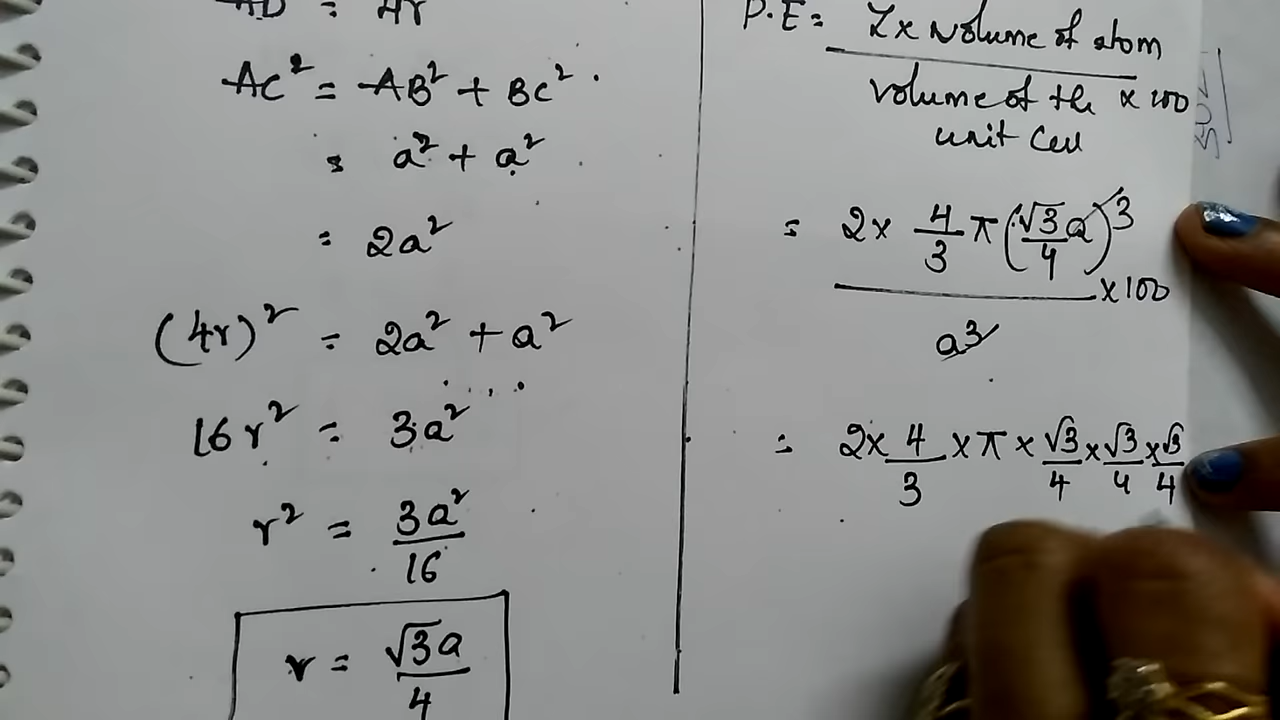 AD = 4r
AC² = AB² + BC².
= a² + a²
= 2a²
(4r)² = 2a² + a²
16r² = 3a²
r² = 3a²/16
r = √3a/4
P.E = Z x Volume of atom
volume of the unit Cell x 100
= 2 x 4/3 π (√3/4 a)³ / a³ x 100
= 2 x 4/3 x π x √3/4 x √3/4 x √3/4